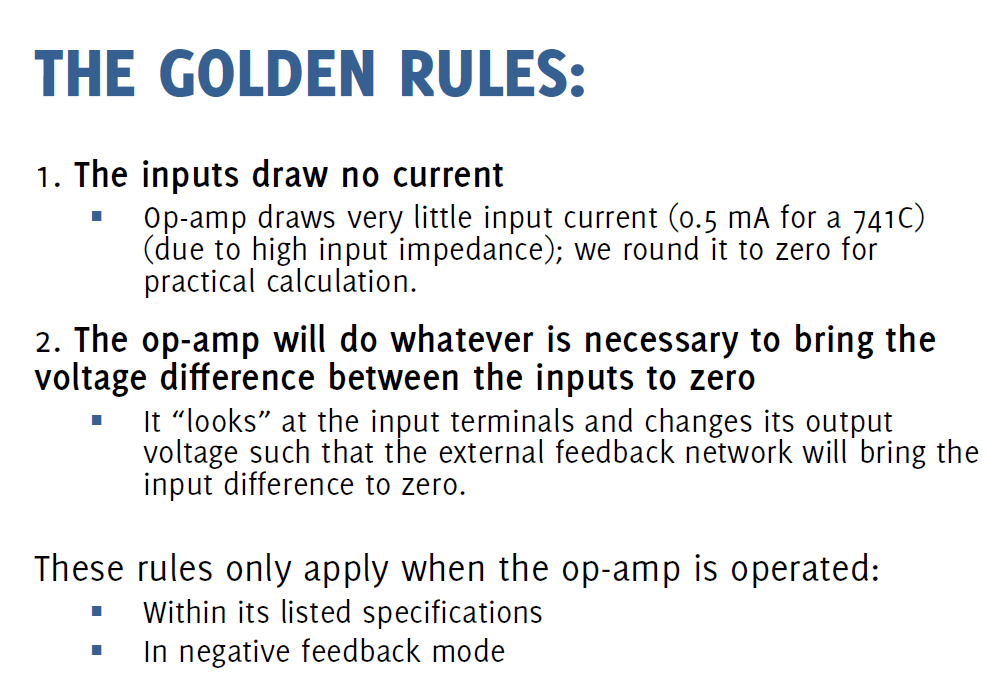 THE GOLDEN RULES:
1. The inputs draw no current
▪ Op-amp draws very little input current (0.5 mA for a 741C)
(due to high input impedance); we round it to zero for
practical calculation.
2. The op-amp will do whatever is necessary to bring the
voltage difference between the inputs to zero
▪ It “looks” at the input terminals and changes its output
voltage such that the external feedback network will bring the
input difference to zero.
These rules only apply when the op-amp is operated:
▪ Within its listed specifications
▪ In negative feedback mode